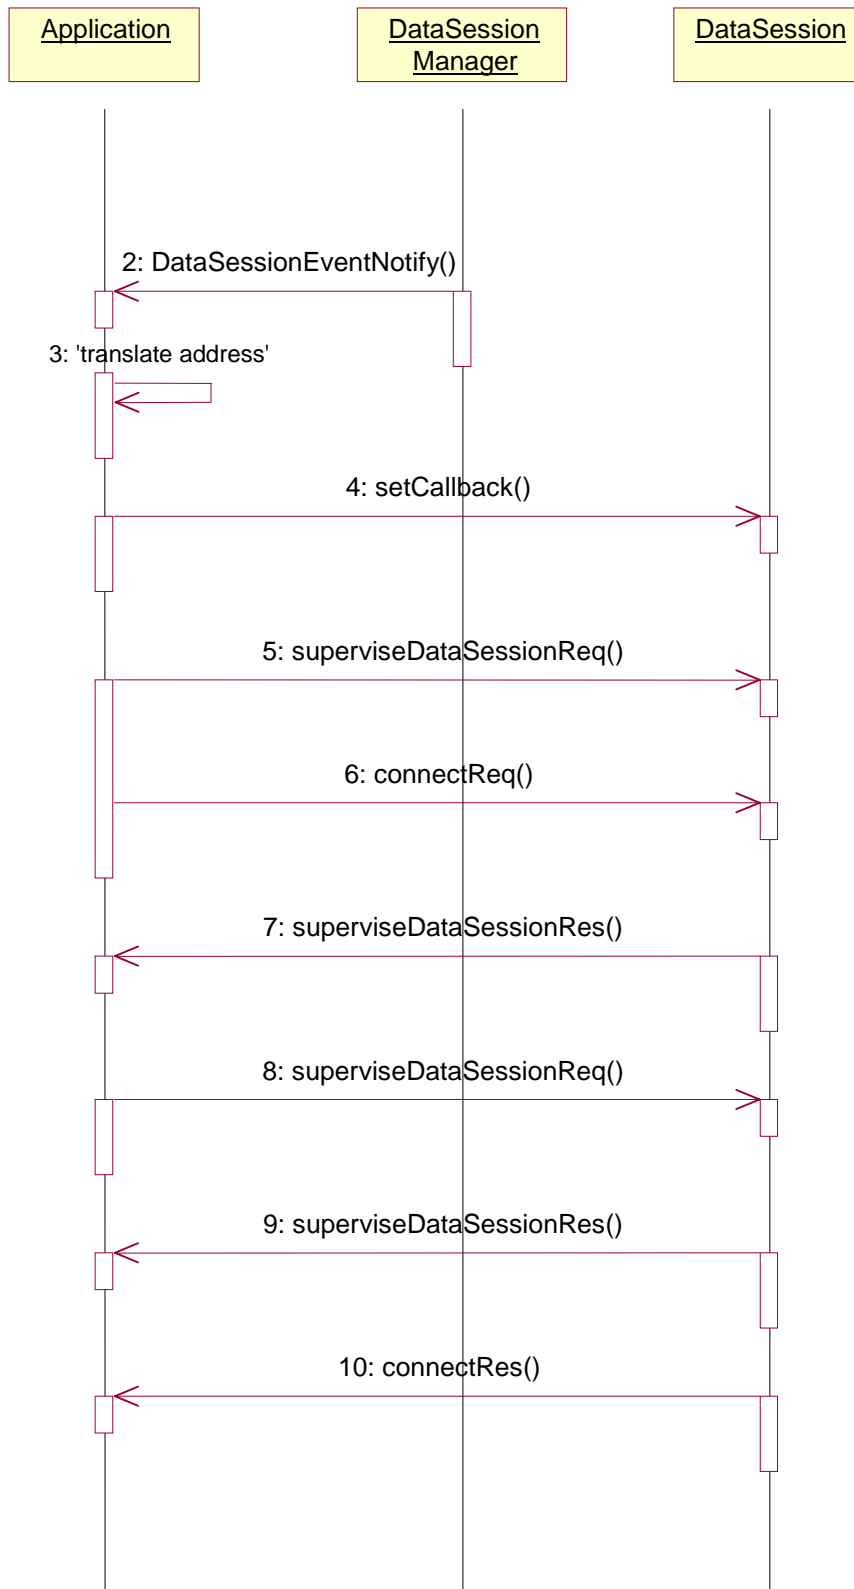 Application
DataSession
Manager
DataSession
2: DataSessionEventNotify()
3: 'translate address'
4: setCallback()
5: superviseDataSessionReq()
6: connectReq()
7: superviseDataSessionRes()
8: superviseDataSessionReq()
9: superviseDataSessionRes()
10: connectRes()